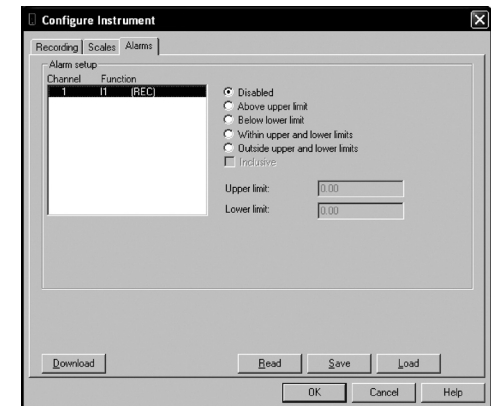 Configure Instrument
Recording Scales Alarms
Alarm setup
Channel Function
1 I1 (REC)
Disabled
Above upper limit
Below lower limit
Within upper and lower limits
Outside upper and lower limits
Inclusive
Upper limit: 0.00
Lower limit: 0.00
Download Read Save Load
OK Cancel Help